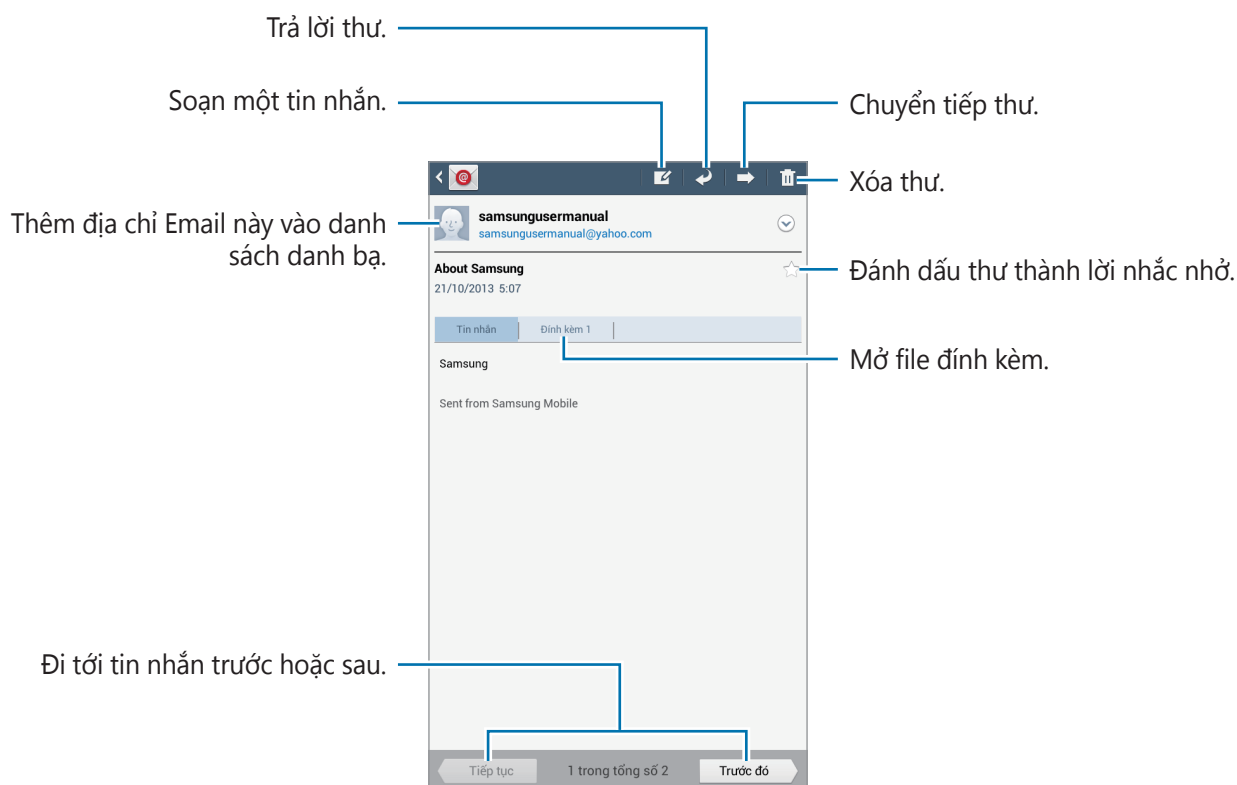 Trả lời thư.
Soạn một tin nhắn.
Chuyển tiếp thư.
Xóa thư.
Thêm địa chỉ Email này vào danh
sách danh bạ.
samsungusermanual
samsungusermanual@yahoo.com
About Samsung
21/10/2013 5:07
Đánh dấu thư thành lời nhắc nhở.
Tin nhắn
Đính kèm 1
Mở file đính kèm.
Samsung
Sent from Samsung Mobile
Đi tới tin nhắn trước hoặc sau.
Tiếp tục
1 trong tổng số 2
Trước đó